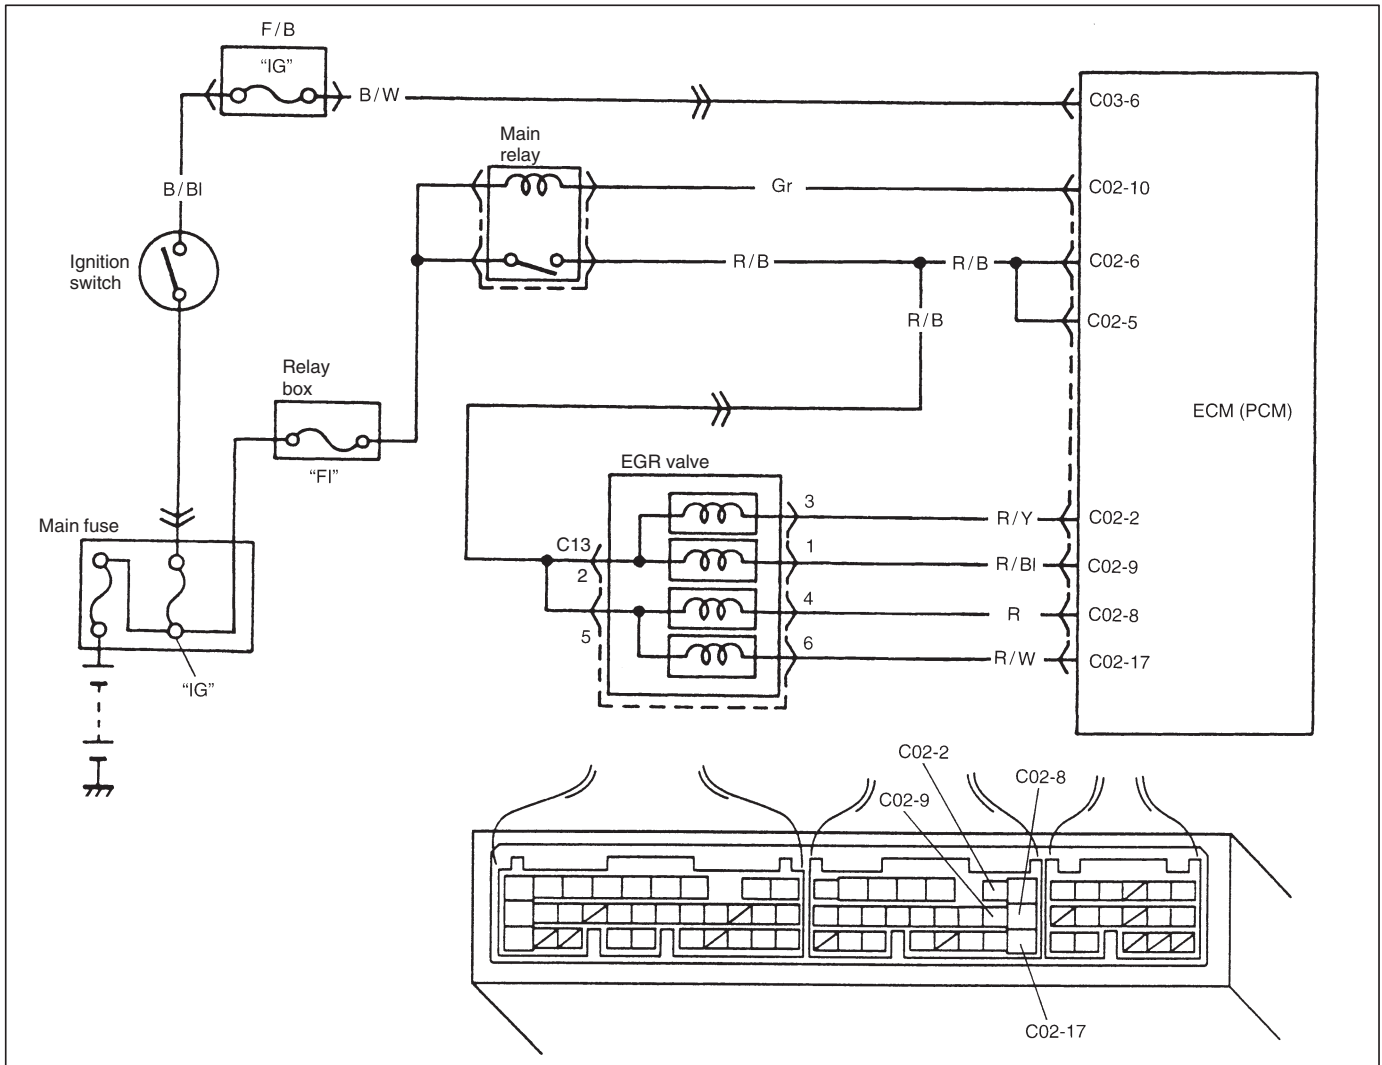 F/B
“IG”
B/W
C03-6
Main
relay
B/Bl
Gr
C02-10
Ignition
switch
R/B
R/B
C02-6
R/B
C02-5
Relay
box
ECM (PCM)
“FI”
EGR valve
Main fuse
3
R/Y
C02-2
C13
1
2
R/Bl
C02-9
4
R
C02-8
5
6
R/W
C02-17
“IG”
C02-2
C02-8
C02-9
C02-17